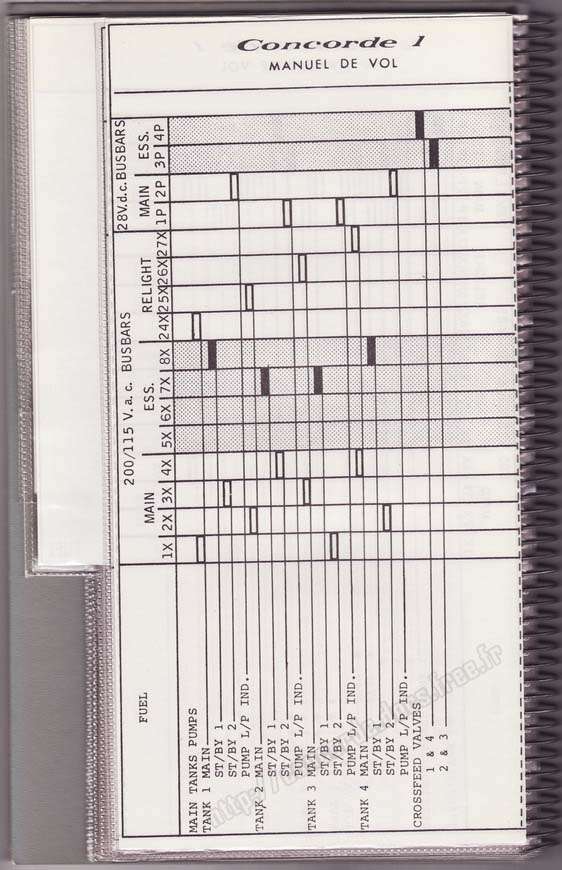 Concorde 1
MANUEL DE VOL
FUEL
200/115 V.a.c. BUSBARS
28V.d.c. BUSBARS
MAIN
ESS.
RELIGHT
MAIN
ESS.
1X 2X 3X 4X 5X 6X 7X 8X 24X 25X 26X 27X 1P 2P 3P 4P
MAIN TANKS PUMPS
TANK 1 MAIN
ST/BY 1
ST/BY 2
PUMP L/P IND.
TANK 2 MAIN
ST/BY 1
ST/BY 2
PUMP L/P IND.
TANK 3 MAIN
ST/BY 1
ST/BY 2
PUMP L/P IND.
TANK 4 MAIN
ST/BY 1
ST/BY 2
PUMP L/P IND.
CROSSFEED VALVES
1 & 4
2 & 3